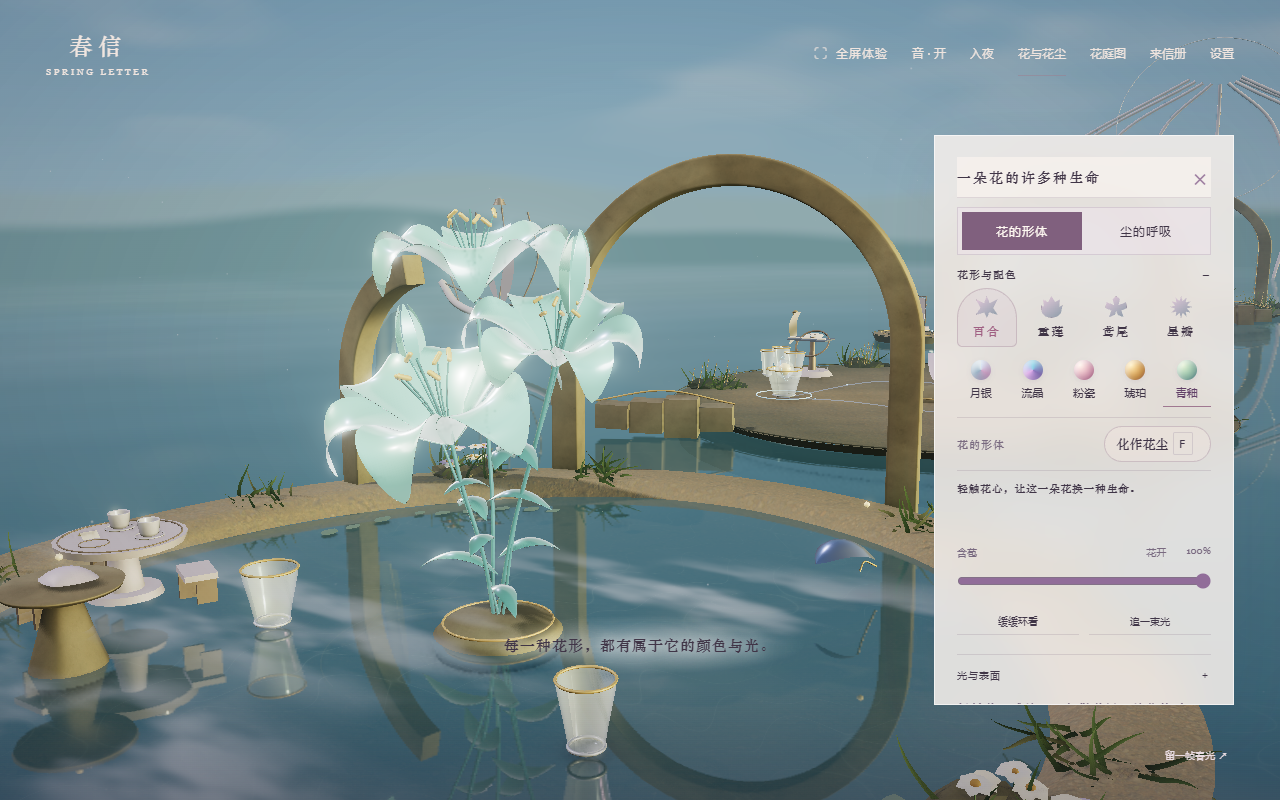 春信
SPRING LETTER
全屏体验 音·开 入夜 花与花尘 花庭图 来信册 设置
一朵花的许多种生命 ×
花的形体 尘的呼吸
花形与配色 −
百合 重莲 鸢尾 星瓣
月银 流晶 粉瓷 琥珀 青釉
花的形体 化作花尘 F
轻触花心，让这一朵花换一种生命。
含苞 花开 100%
缓缓环看 追一束光
光与表面 +
每一种花形，都有属于它的颜色与光。
留一帧春光 ↗